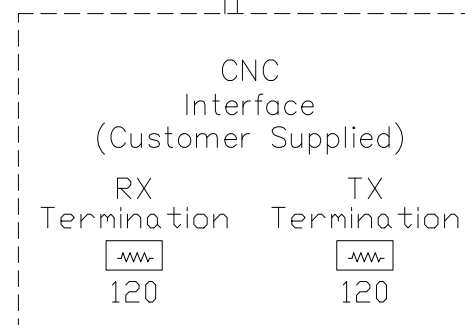 CNC
Interface
(Customer Supplied)
RX
Termination
120
TX
Termination
120